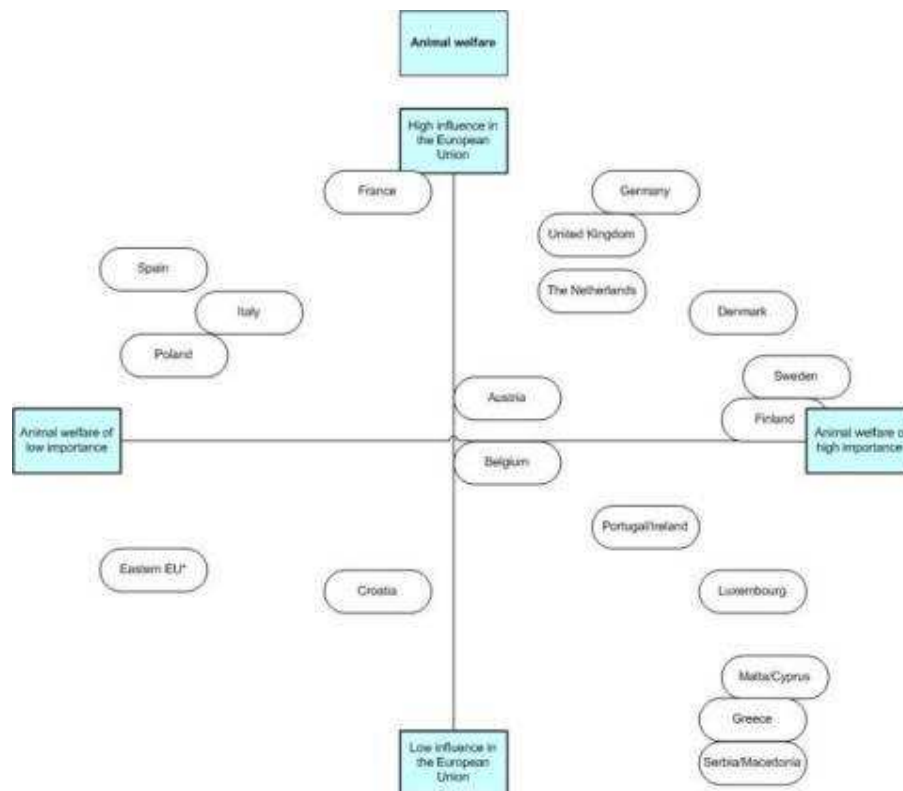 Animal welfare
High influence in
the European
Union
France
Germany
United Kingdom
Spain
The Netherlands
Italy
Denmark
Poland
Sweden
Austria
Finland
Animal welfare of
low importance
Animal welfare o
high importance
Belgium
Portugal/Ireland
Eastern EU*
Croatia
Luxembourg
Malta/Cyprus
Greece
Low influence in
the European
Union
Serbia/Macedonia